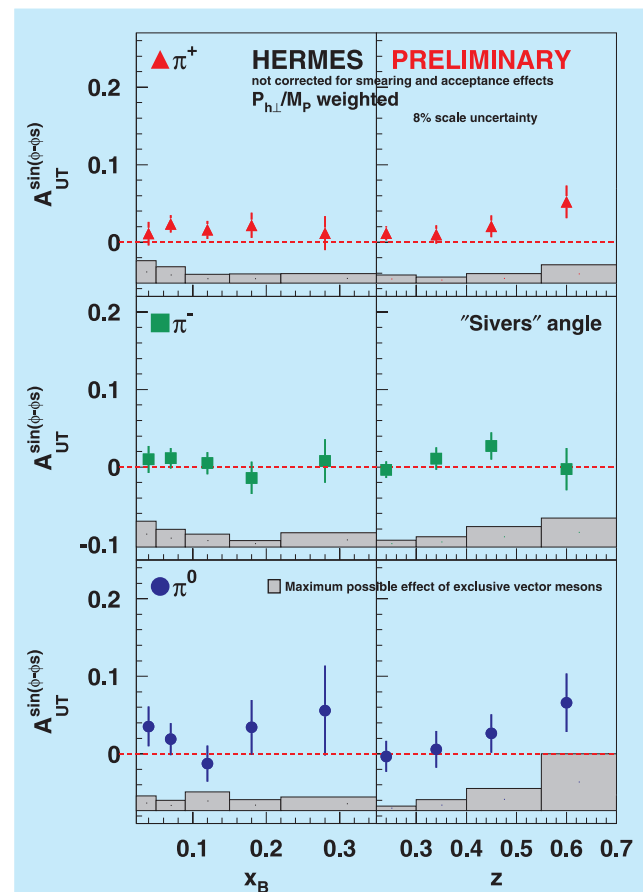 π+ HERMES PRELIMINARY
not corrected for smearing and acceptance effects
P_h⊥/M_P weighted
8% scale uncertainty
0.2
0.1
0
A_UT^sin(ϕ-ϕs)
π- "Sivers" angle
0.2
0.1
0
-0.1
A_UT^sin(ϕ-ϕs)
π0 Maximum possible effect of exclusive vector mesons
0.2
0.1
0
A_UT^sin(ϕ-ϕs)
0.1 0.2 0.3 0.3 0.4 0.5 0.6 0.7
x_B z